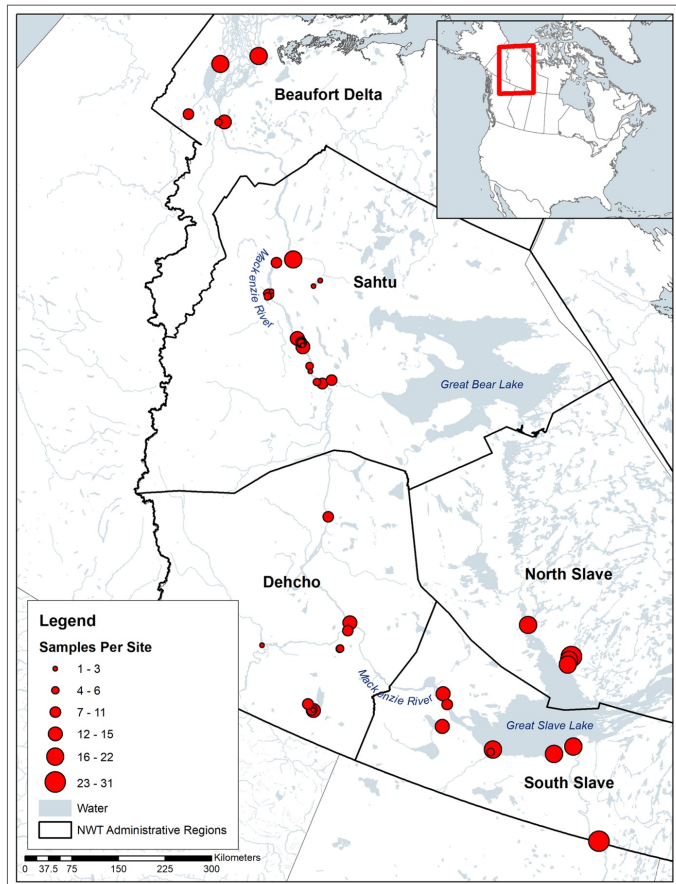 Beaufort Delta
Sahtu
Mackenzie River
Great Bear Lake
North Slave
Dehcho
Mackenzie River
Great Slave Lake
South Slave
Legend
Samples Per Site
1 - 3
4 - 6
7 - 11
12 - 15
16 - 22
23 - 31
Water
NWT Administrative Regions
Kilometers
0 37.5 75 150 225 300